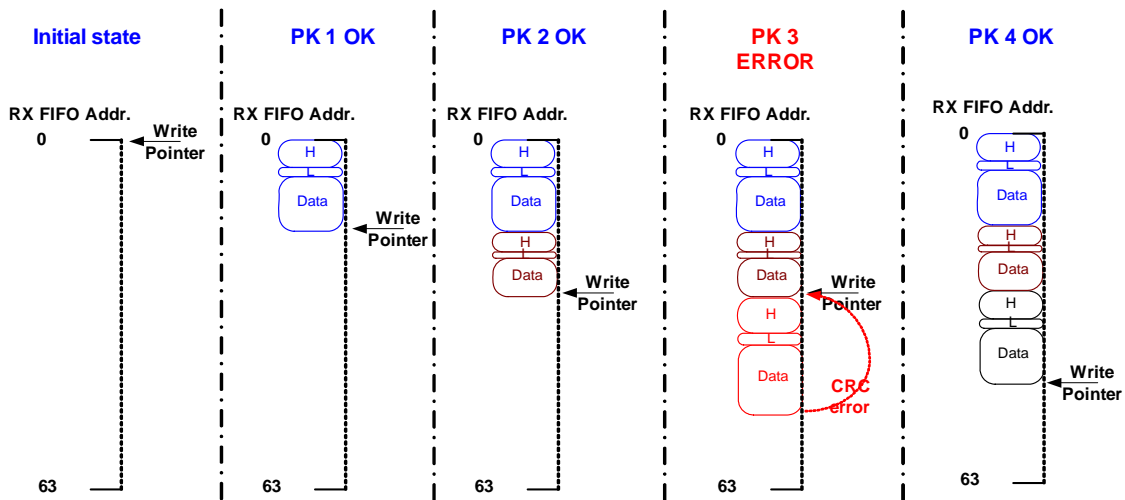 Initial state
RX FIFO Addr.
0
Write
Pointer
63
PK 1 OK
RX FIFO Addr.
0
H
L
Data
Write
Pointer
63
PK 2 OK
RX FIFO Addr.
0
H
L
Data
H
L
Data
Write
Pointer
63
PK 3
ERROR
RX FIFO Addr.
0
H
L
Data
H
L
Data
Write
Pointer
H
L
Data
CRC
error
63
PK 4 OK
RX FIFO Addr.
0
H
L
Data
H
L
Data
H
L
Data
Write
Pointer
63